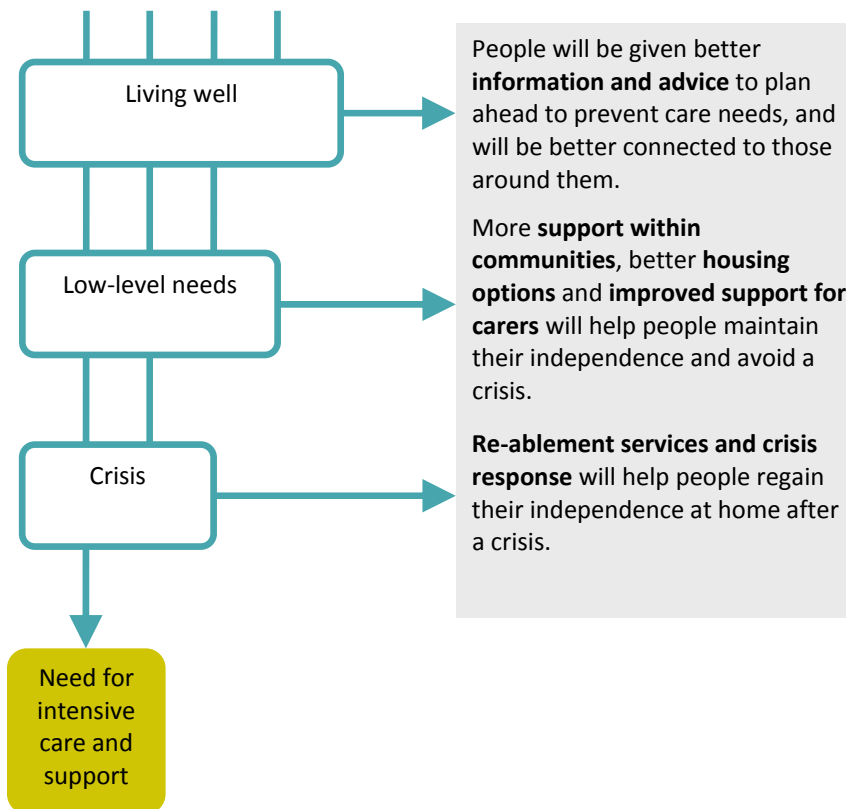 Living well
People will be given better
information and advice to plan
ahead to prevent care needs, and
will be better connected to those
around them.
Low-level needs
More support within
communities, better housing
options and improved support for
carers will help people maintain
their independence and avoid a
crisis.
Crisis
Re-ablement services and crisis
response will help people regain
their independence at home after
a crisis.
Need for
intensive
care and
support